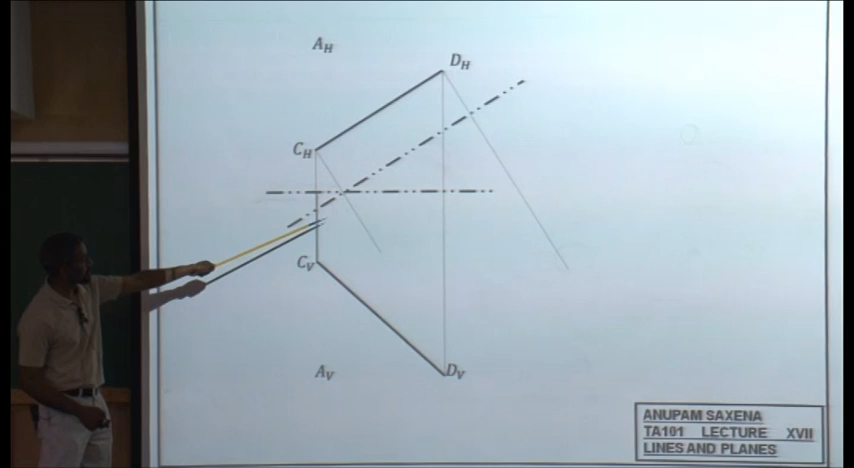 A_H
D_H
C_H
C_V
A_V
D_V
ANUPAM SAXENA
TA101 LECTURE XVII
LINES AND PLANES